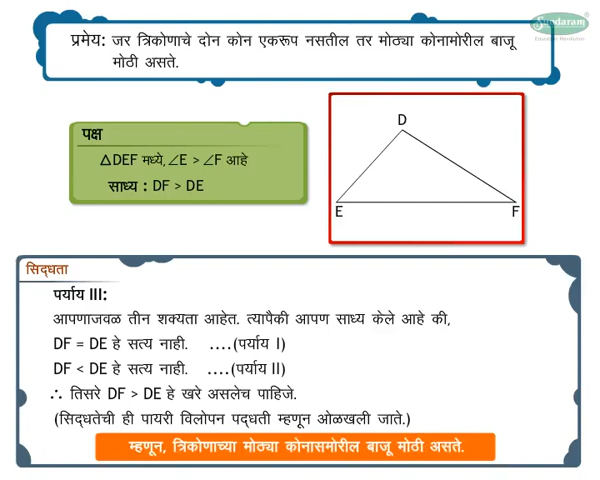 Sundaram
प्रमेय: जर त्रिकोणाचे दोन कोन एकरूप नसतील तर मोठ्या कोनामोरील बाजू
मोठी असते.
पक्ष
△DEF मध्ये,∠E > ∠F आहे
साध्य : DF > DE
D
E
F
सिद्धता
पर्याय III:
आपणाजवळ तीन शक्यता आहेत. त्यापैकी आपण साध्य केले आहे की,
DF = DE हे सत्य नाही. ....(पर्याय I)
DF < DE हे सत्य नाही. ....(पर्याय II)
∴ तिसरे DF > DE हे खरे असलेच पाहिजे.
(सिद्धतेची ही पायरी विलोपन पद्धती म्हणून ओळखली जाते.)
म्हणून, त्रिकोणाच्या मोठ्या कोनासमोरील बाजू मोठी असते.